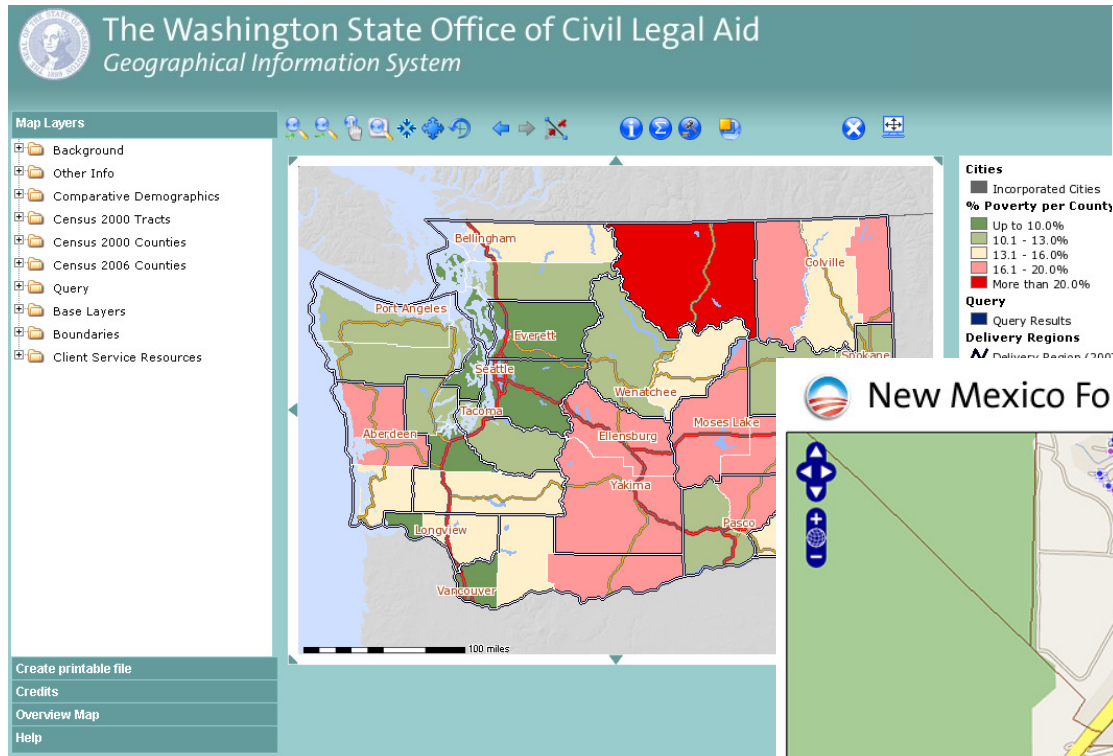 The Washington State Office of Civil Legal Aid
Geographical Information System
Map Layers
Background
Other Info
Comparative Demographics
Census 2000 Tracts
Census 2000 Counties
Census 2006 Counties
Query
Base Layers
Boundaries
Client Service Resources
Create printable file
Credits
Overview Map
Help
Bellingham
Colville
Port Angeles
Everett
Spokane
Seattle
Wenatchee
Tacoma
Moses Lake
Aberdeen
Ellensburg
Yakima
Pasco
Longview
Vancouver
100 miles
Cities
Incorporated Cities
% Poverty per County
Up to 10.0%
10.1 - 13.0%
13.1 - 16.0%
16.1 - 20.0%
More than 20.0%
Query
Query Results
Delivery Regions
Delivery Region (200
New Mexico Fo